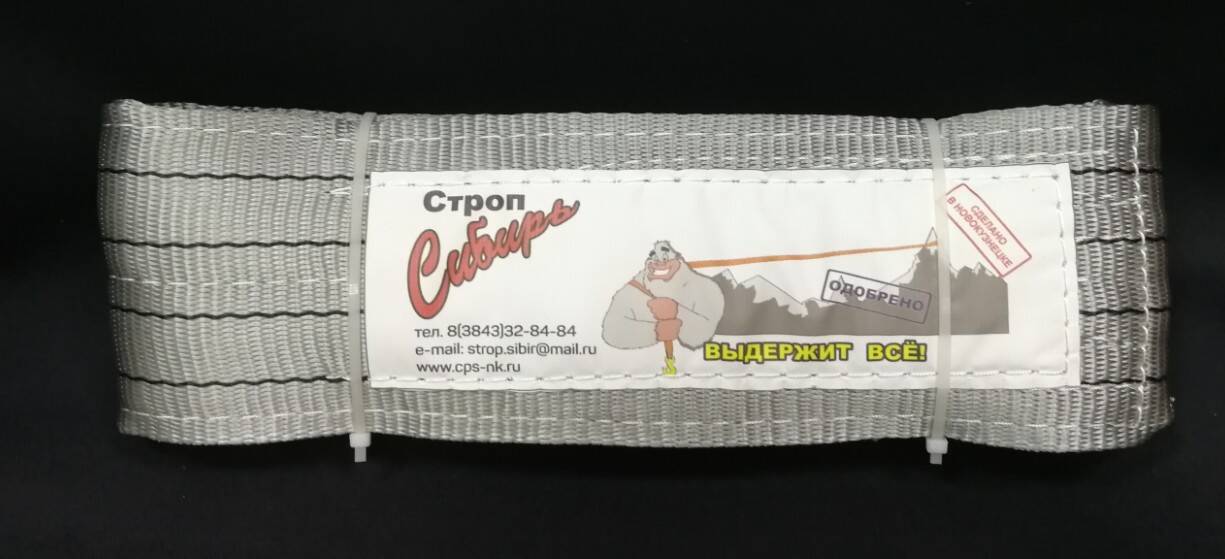 Строп
Сибирь
тел. 8(3843)32-84-84
e-mail: strop.sibir@mail.ru
www.cps-nk.ru
СДЕЛАНО
В НОВОКУЗНЕЦКЕ
ОДОБРЕНО
ВЫДЕРЖИТ ВСЁ!